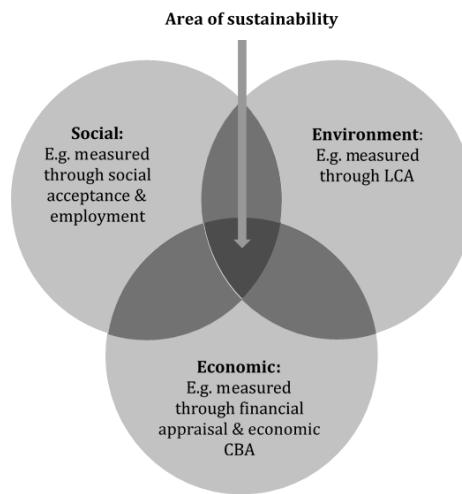 Area of sustainability
Social:
E.g. measured
through social
acceptance &
employment
Environment:
E.g. measured
through LCA
Economic:
E.g. measured
through financial
appraisal & economic
CBA